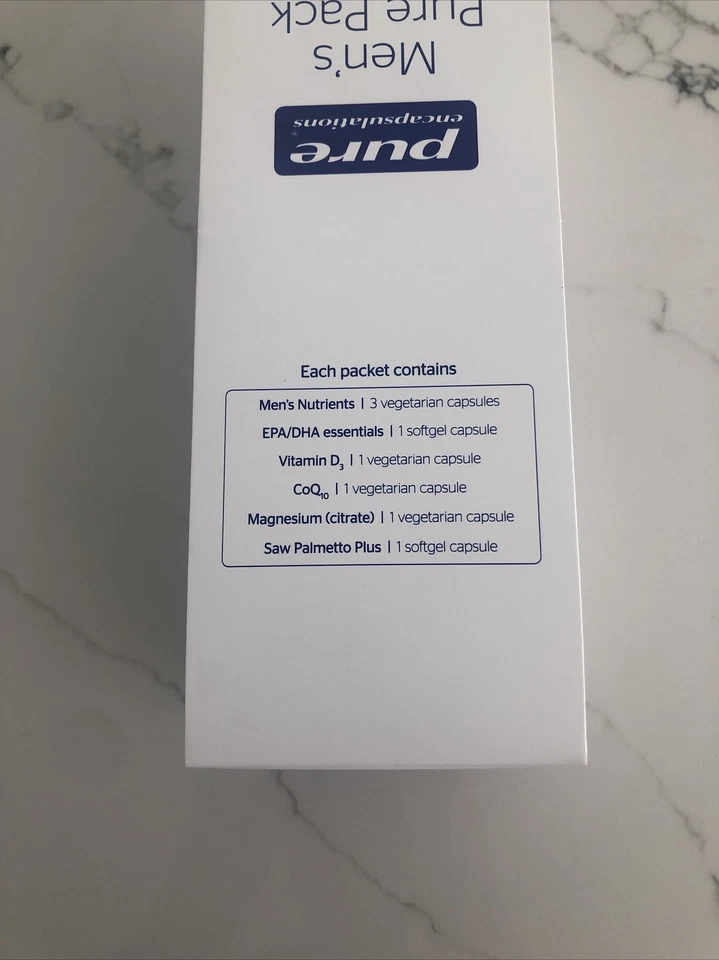 Men's
Pure Pack
pure
encapsulations®
Each packet contains
Men's Nutrients | 3 vegetarian capsules
EPA/DHA essentials | 1 softgel capsule
Vitamin D₃ | 1 vegetarian capsule
CoQ₁₀ | 1 vegetarian capsule
Magnesium (citrate) | 1 vegetarian capsule
Saw Palmetto Plus | 1 softgel capsule